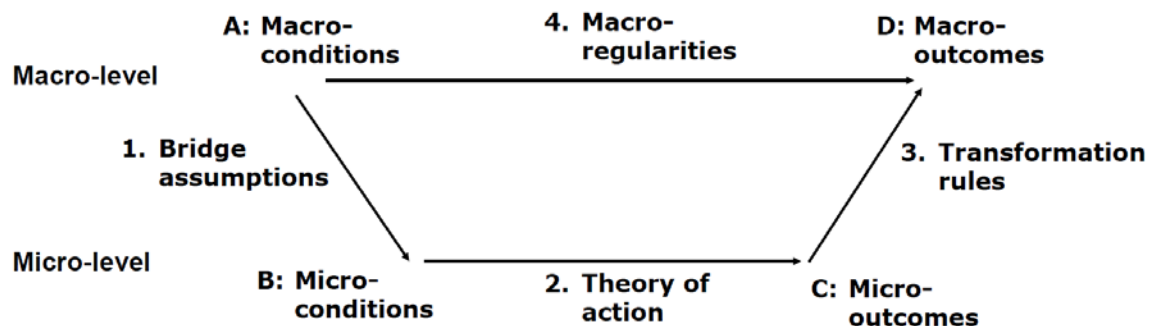 A: Macro-
conditions
4. Macro-
regularities
D: Macro-
outcomes
Macro-level
1. Bridge
assumptions
3. Transformation
rules
Micro-level
B: Micro-
conditions
2. Theory of
action
C: Micro-
outcomes